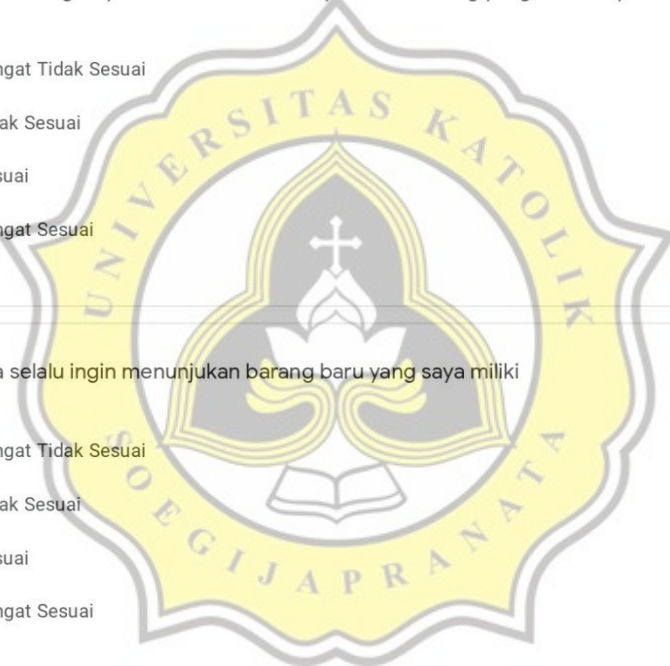 ngat Tidak Sesuai
ak Sesuai
suai
ngat Sesuai
a selalu ingin menunjukan barang baru yang saya miliki
ngat Tidak Sesuai
ak Sesuai
suai
ngat Sesuai
UNIVERSITAS KATOLIK
SOEGIJAPRANATA